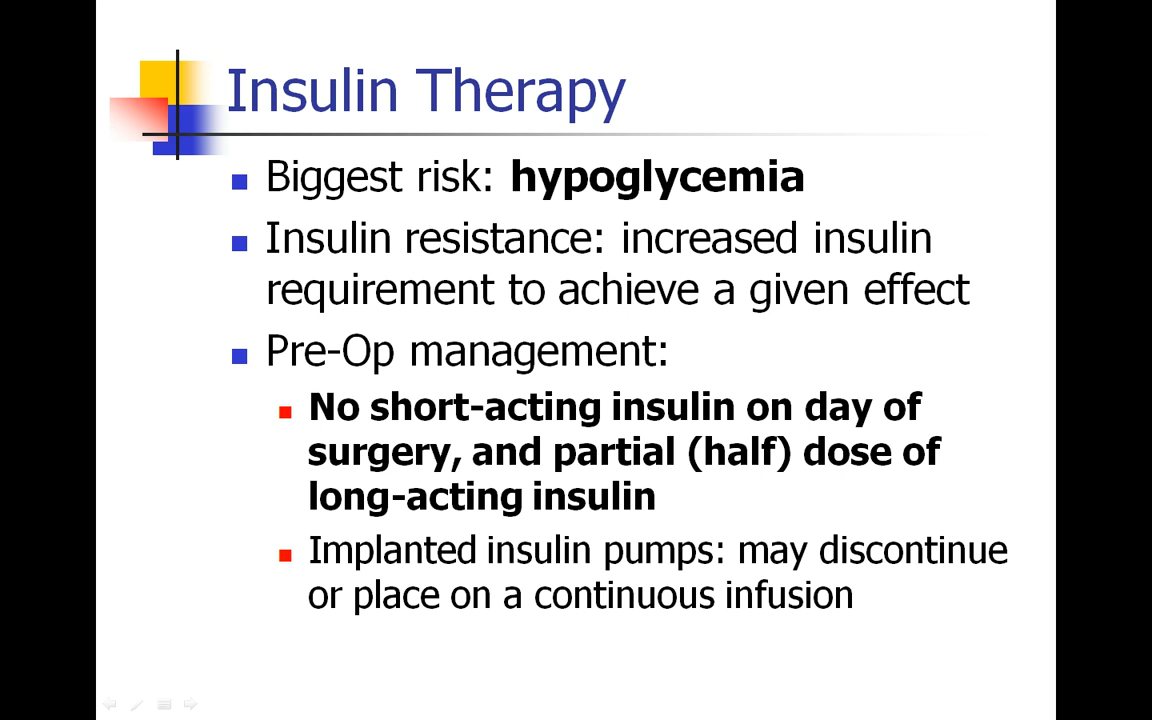 Insulin Therapy
Biggest risk: hypoglycemia
Insulin resistance: increased insulin
requirement to achieve a given effect
Pre-Op management:
No short-acting insulin on day of
surgery, and partial (half) dose of
long-acting insulin
Implanted insulin pumps: may discontinue
or place on a continuous infusion